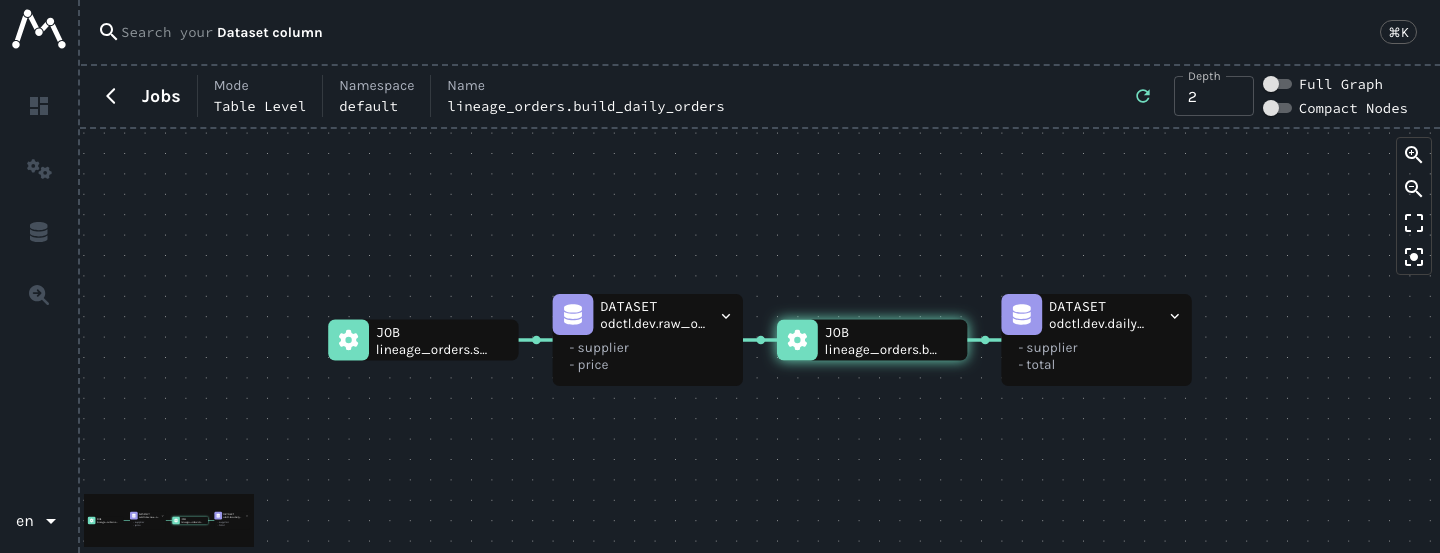 Search your Dataset column
⌘K
Jobs
Mode
Table Level
Namespace
default
Name
lineage_orders.build_daily_orders
Depth
2
Full Graph
Compact Nodes
JOB
lineage_orders.s...
DATASET
odctl.dev.raw_o...
- supplier
- price
JOB
lineage_orders.b...
DATASET
odctl.dev.daily...
- supplier
- total
en